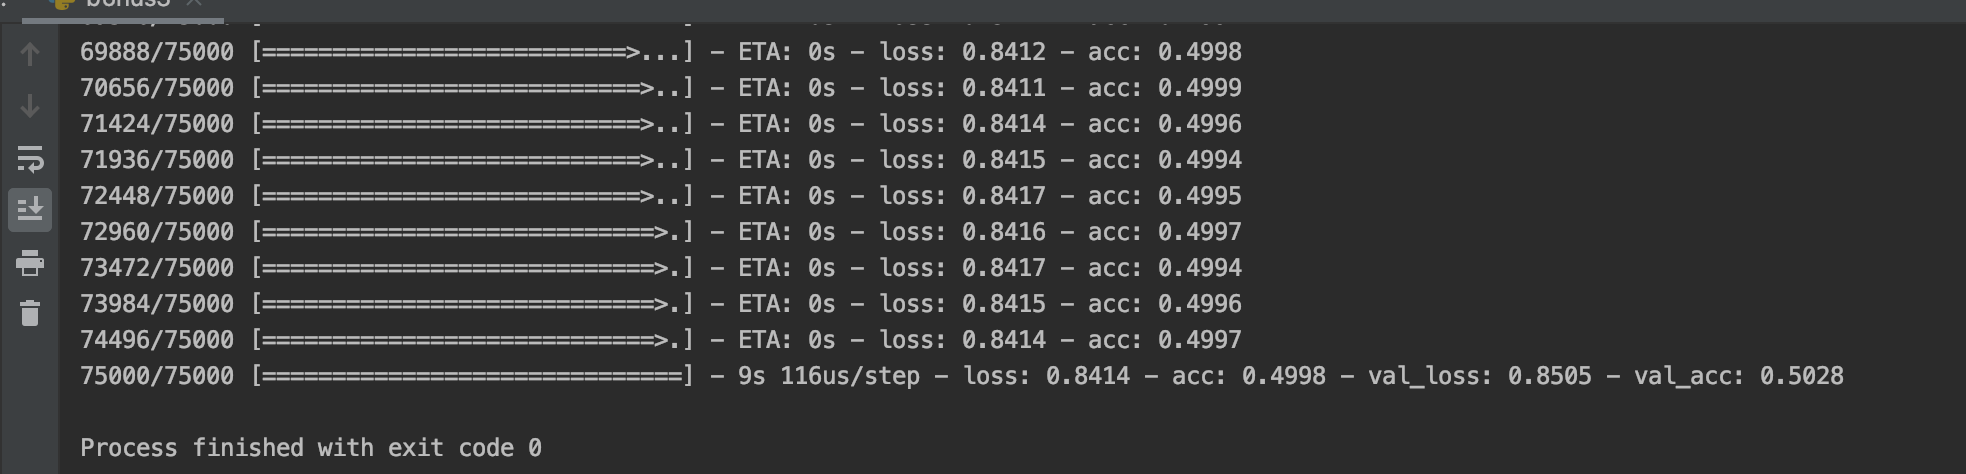 bonus3
69888/75000 [==========================>...] - ETA: 0s - loss: 0.8412 - acc: 0.4998
70656/75000 [===========================>..] - ETA: 0s - loss: 0.8411 - acc: 0.4999
71424/75000 [===========================>..] - ETA: 0s - loss: 0.8414 - acc: 0.4996
71936/75000 [===========================>..] - ETA: 0s - loss: 0.8415 - acc: 0.4994
72448/75000 [===========================>..] - ETA: 0s - loss: 0.8417 - acc: 0.4995
72960/75000 [============================>.] - ETA: 0s - loss: 0.8416 - acc: 0.4997
73472/75000 [============================>.] - ETA: 0s - loss: 0.8417 - acc: 0.4994
73984/75000 [============================>.] - ETA: 0s - loss: 0.8415 - acc: 0.4996
74496/75000 [============================>.] - ETA: 0s - loss: 0.8414 - acc: 0.4997
75000/75000 [==============================] - 9s 116us/step - loss: 0.8414 - acc: 0.4998 - val_loss: 0.8505 - val_acc: 0.5028
Process finished with exit code 0